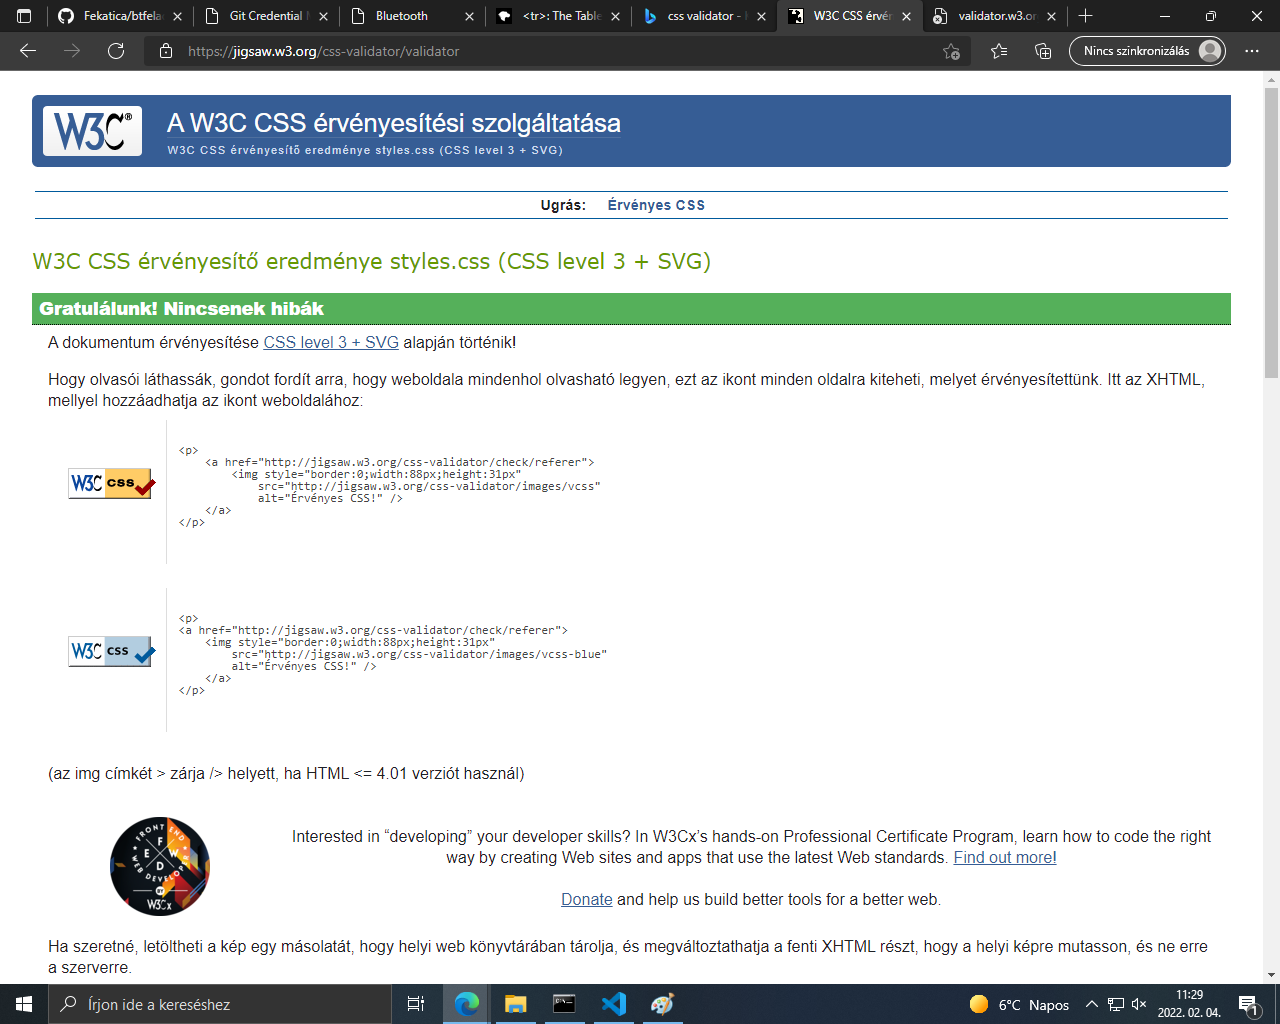 Fekatica/btfela
Git Credential M
Bluetooth
<tr>: The Table
css validator - K
W3C CSS érvén
validator.w3.or
https://jigsaw.w3.org/css-validator/validator
Nincs szinkronizálás
W3C®
A W3C CSS érvényesítési szolgáltatása
W3C CSS érvényesítő eredménye styles.css (CSS level 3 + SVG)
Ugrás: Érvényes CSS
W3C CSS érvényesítő eredménye styles.css (CSS level 3 + SVG)
Gratulálunk! Nincsenek hibák
A dokumentum érvényesítése CSS level 3 + SVG alapján történik!
Hogy olvasói láthassák, gondot fordít arra, hogy weboldala mindenhol olvasható legyen, ezt az ikont minden oldalra kiteheti, melyet érvényesítettünk. Itt az XHTML,
mellyel hozzáadhatja az ikont weboldalához:
W3C css
<p>
<a href="http://jigsaw.w3.org/css-validator/check/referer">
<img style="border:0;width:88px;height:31px"
src="http://jigsaw.w3.org/css-validator/images/vcss"
alt="Érvényes CSS!" />
</a>
</p>
W3C css
<p>
<a href="http://jigsaw.w3.org/css-validator/check/referer">
<img style="border:0;width:88px;height:31px"
src="http://jigsaw.w3.org/css-validator/images/vcss-blue"
alt="Érvényes CSS!" />
</a>
</p>
(az img címkét > zárja /> helyett, ha HTML <= 4.01 verziót használ)
FRONT END
WEB DEVELOPER
F E W D
BY
W3Cx
Interested in “developing” your developer skills? In W3Cx’s hands-on Professional Certificate Program, learn how to code the right
way by creating Web sites and apps that use the latest Web standards. Find out more!
Donate and help us build better tools for a better web.
Ha szeretné, letöltheti a kép egy másolatát, hogy helyi web könyvtárában tárolja, és megváltoztathatja a fenti XHTML részt, hogy a helyi képre mutasson, és ne erre
a szerverre.
Írjon ide a kereséshez
6°C Napos
11:29
2022. 02. 04.
1